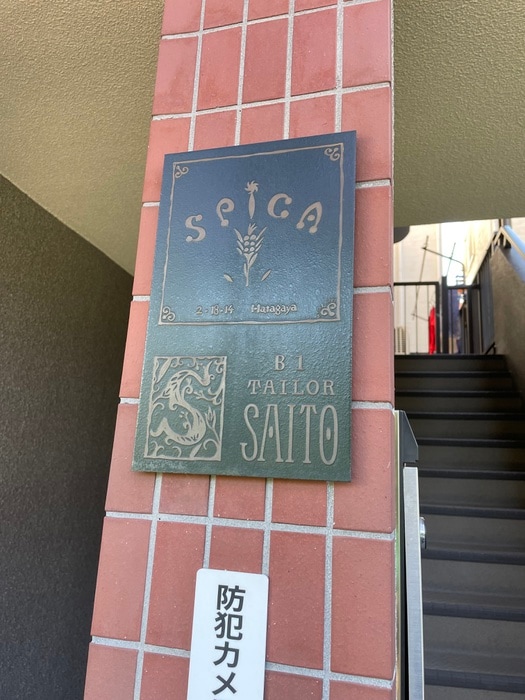 SPICA
2-13-14 Hatagaya
B1
TAILOR
SAITO
防犯カメ